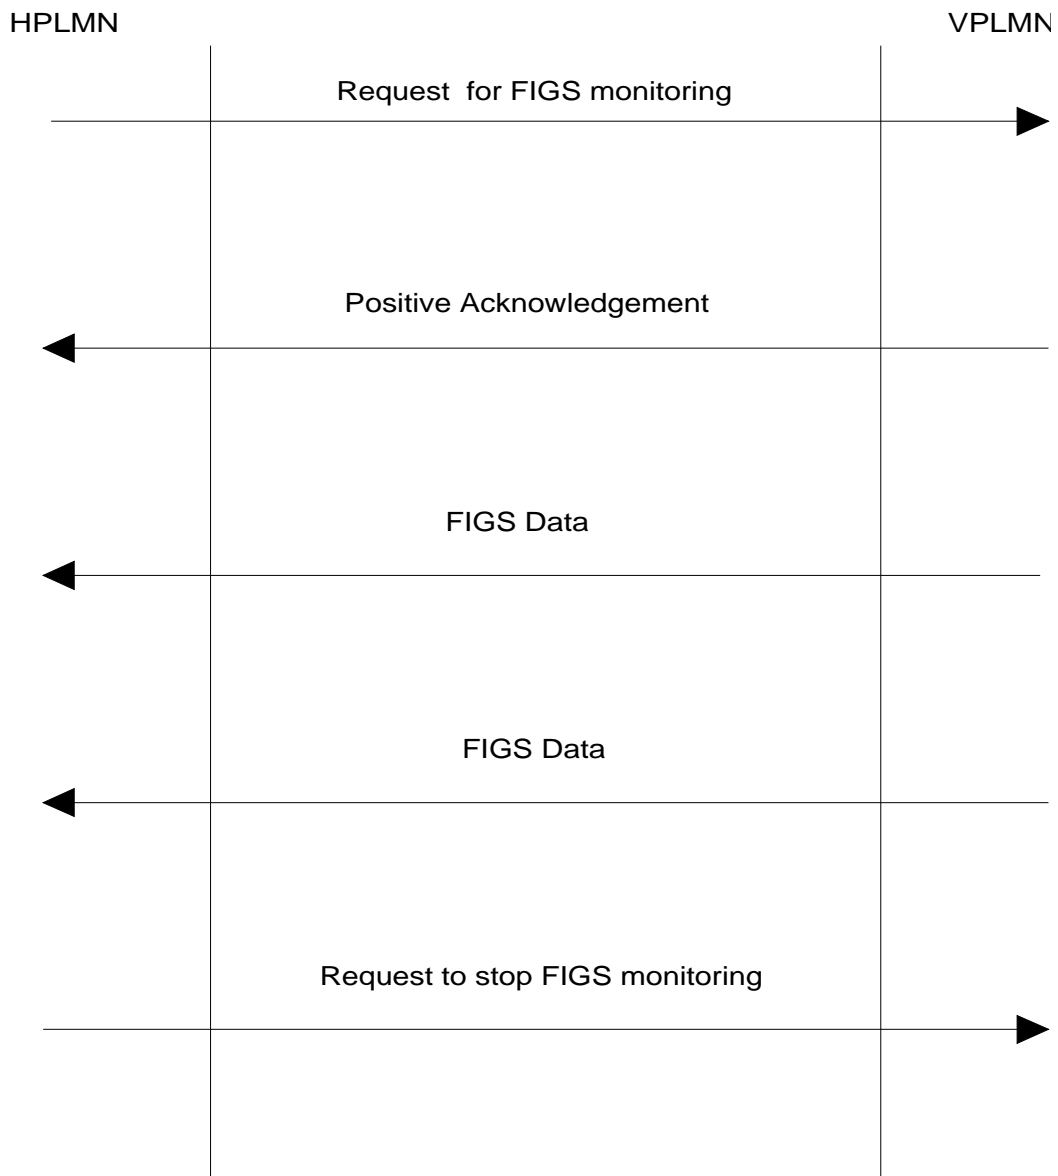 HPLMN
VPLMN
Request for FIGS monitoring
Positive Acknowledgement
FIGS Data
FIGS Data
Request to stop FIGS monitoring